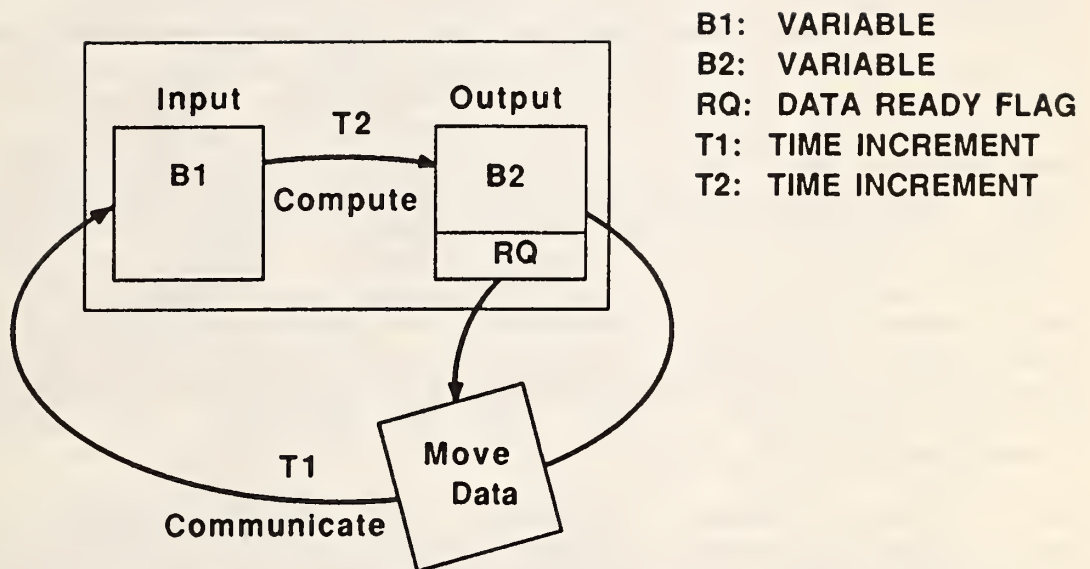 B1: VARIABLE
B2: VARIABLE
RQ: DATA READY FLAG
T1: TIME INCREMENT
T2: TIME INCREMENT
Input
Output
T2
B1
B2
Compute
RQ
Move
Data
T1
Communicate